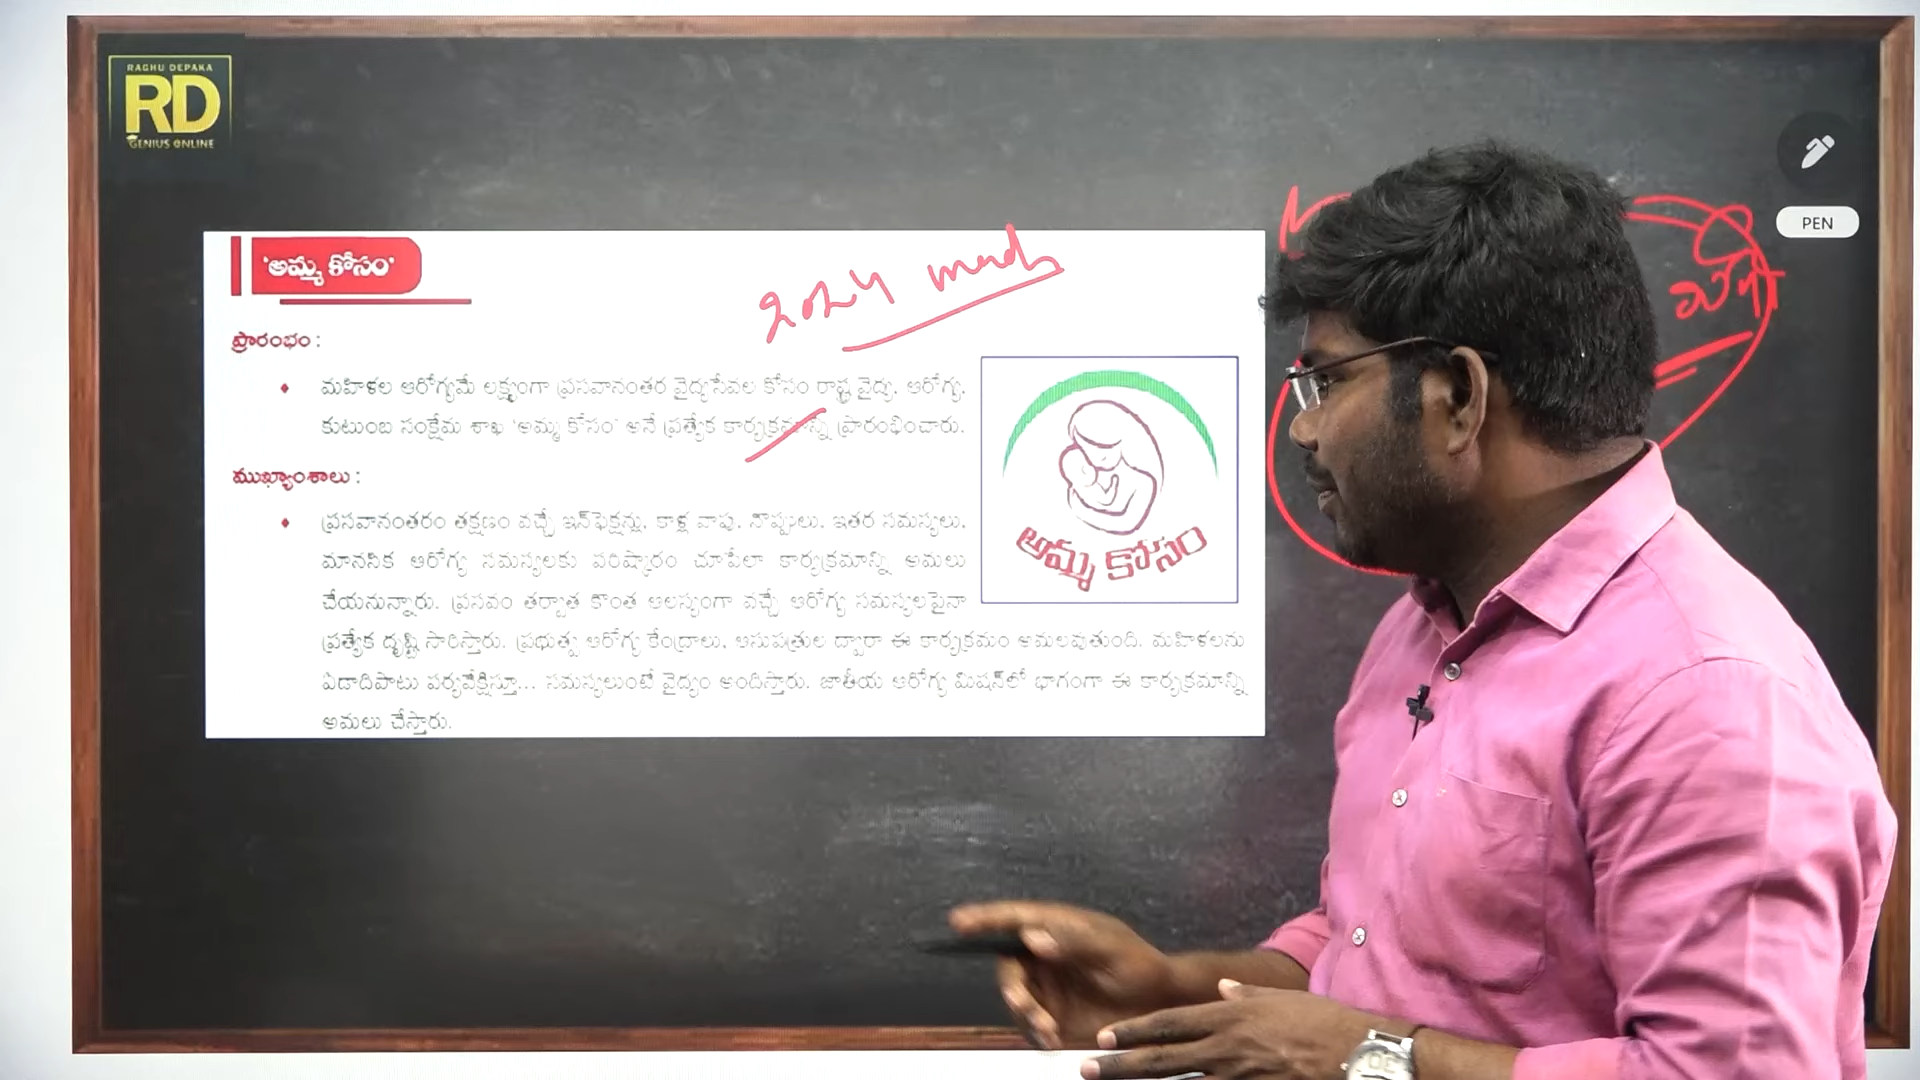 RAGHU DEPAKA
RD
GENIUS ONLINE
PEN
'అమ్మ కోసం'
2024
ప్రారంభం :
♦ మహిళల ఆరోగ్యమే లక్ష్యంగా ప్రసవానంతర వైద్యసేవల కోసం రాష్ట్ర వైద్య, ఆరోగ్య,
కుటుంబ సంక్షేమ శాఖ 'అమ్మ కోసం' అనే ప్రత్యేక కార్యక్రమాన్ని ప్రారంభించారు.
ముఖ్యాంశాలు :
♦ ప్రసవానంతరం తక్షణం వచ్చే ఇన్‌ఫెక్షన్లు, కాళ్ల వాపు, నొప్పులు, ఇతర సమస్యలు,
మానసిక ఆరోగ్య సమస్యలకు పరిష్కారం చూపేలా కార్యక్రమాన్ని అమలు
చేయనున్నారు. ప్రసవం తర్వాత కొంత ఆలస్యంగా వచ్చే ఆరోగ్య సమస్యలపైనా
ప్రత్యేక దృష్టి సారిస్తారు. ప్రభుత్వ ఆరోగ్య కేంద్రాలు, ఆసుపత్రుల ద్వారా ఈ కార్యక్రమం అమలవుతుంది. మహిళలను
ఏడాదిపాటు పర్యవేక్షిస్తూ... సమస్యలుంటే వైద్యం అందిస్తారు. జాతీయ ఆరోగ్య మిషన్‌లో భాగంగా ఈ కార్యక్రమాన్ని
అమలు చేస్తారు.
అమ్మ కోసం